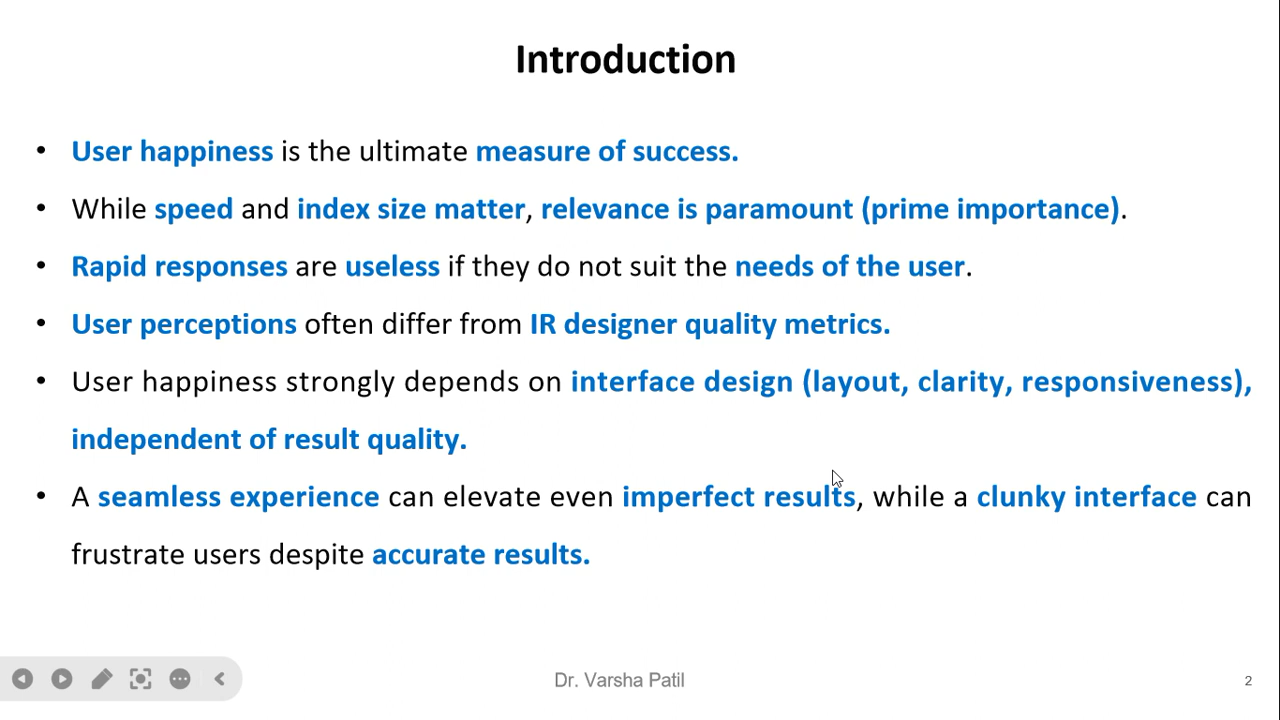 Introduction
• User happiness is the ultimate measure of success.
• While speed and index size matter, relevance is paramount (prime importance).
• Rapid responses are useless if they do not suit the needs of the user.
• User perceptions often differ from IR designer quality metrics.
• User happiness strongly depends on interface design (layout, clarity, responsiveness),
independent of result quality.
• A seamless experience can elevate even imperfect results, while a clunky interface can
frustrate users despite accurate results.
Dr. Varsha Patil
2